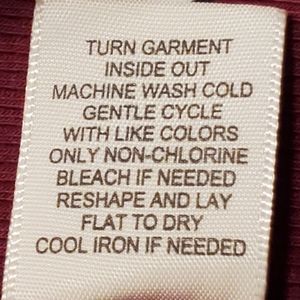 TURN GARMENT
INSIDE OUT
MACHINE WASH COLD
GENTLE CYCLE
WITH LIKE COLORS
ONLY NON-CHLORINE
BLEACH IF NEEDED
RESHAPE AND LAY
FLAT TO DRY
COOL IRON IF NEEDED